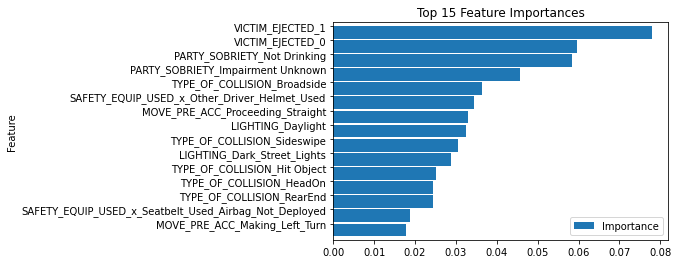 Top 15 Feature Importances
VICTIM_EJECTED_1
VICTIM_EJECTED_0
PARTY_SOBRIETY_Not Drinking
PARTY_SOBRIETY_Impairment Unknown
TYPE_OF_COLLISION_Broadside
SAFETY_EQUIP_USED_x_Other_Driver_Helmet_Used
MOVE_PRE_ACC_Proceeding_Straight
LIGHTING_Daylight
TYPE_OF_COLLISION_Sideswipe
LIGHTING_Dark_Street_Lights
TYPE_OF_COLLISION_Hit Object
TYPE_OF_COLLISION_HeadOn
TYPE_OF_COLLISION_RearEnd
SAFETY_EQUIP_USED_x_Seatbelt_Used_Airbag_Not_Deployed
MOVE_PRE_ACC_Making_Left_Turn
Feature
Importance
0.00 0.01 0.02 0.03 0.04 0.05 0.06 0.07 0.08